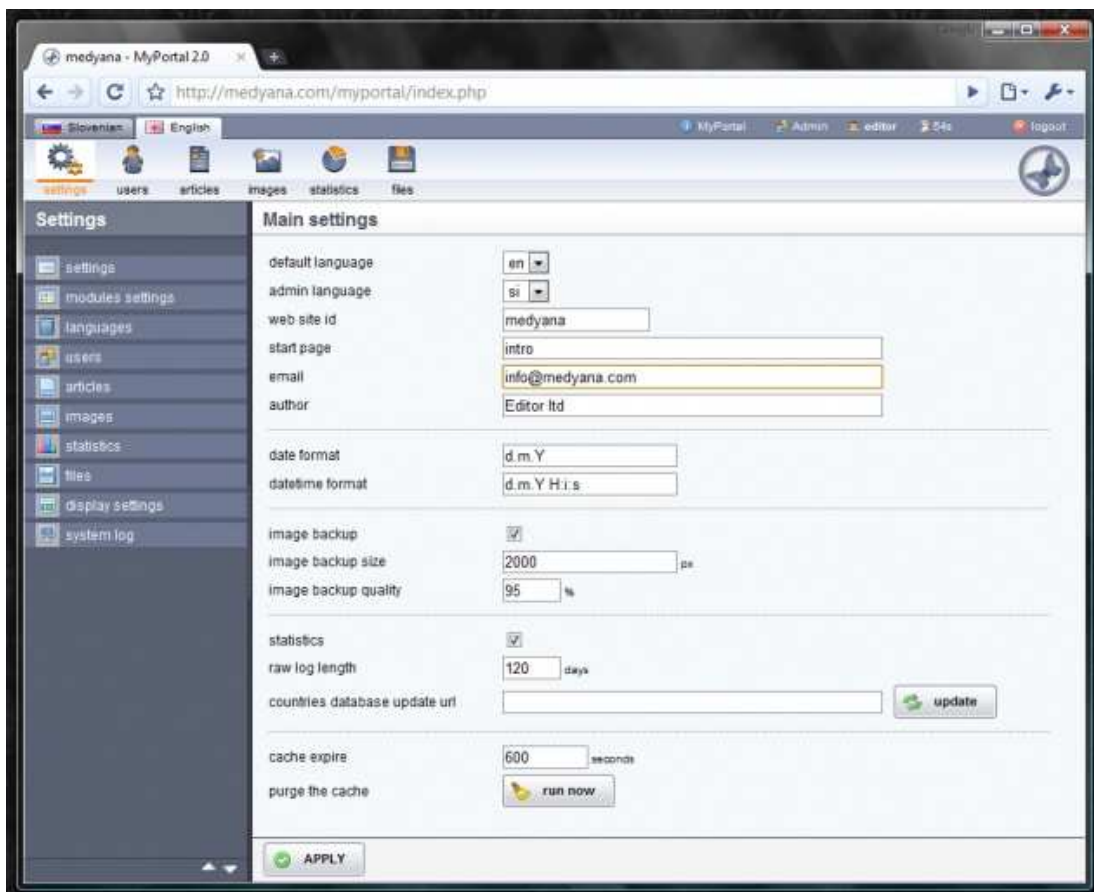 Google
medyana - MyPortal 2.0
http://medyana.com/myportal/index.php
Slovenian English MyPortal Admin editor 54s logout
settings users articles images statistics files
Settings
Main settings
settings
modules settings
languages
users
articles
images
statistics
files
display settings
system log
default language en
admin language si
web site id medyana
start page intro
email info@medyana.com
author Editor ltd
date format d.m.Y
datetime format d.m.Y H:i:s
image backup
image backup size 2000 px
image backup quality 95 %
statistics
raw log length 120 days
countries database update url update
cache expire 600 seconds
purge the cache run now
APPLY